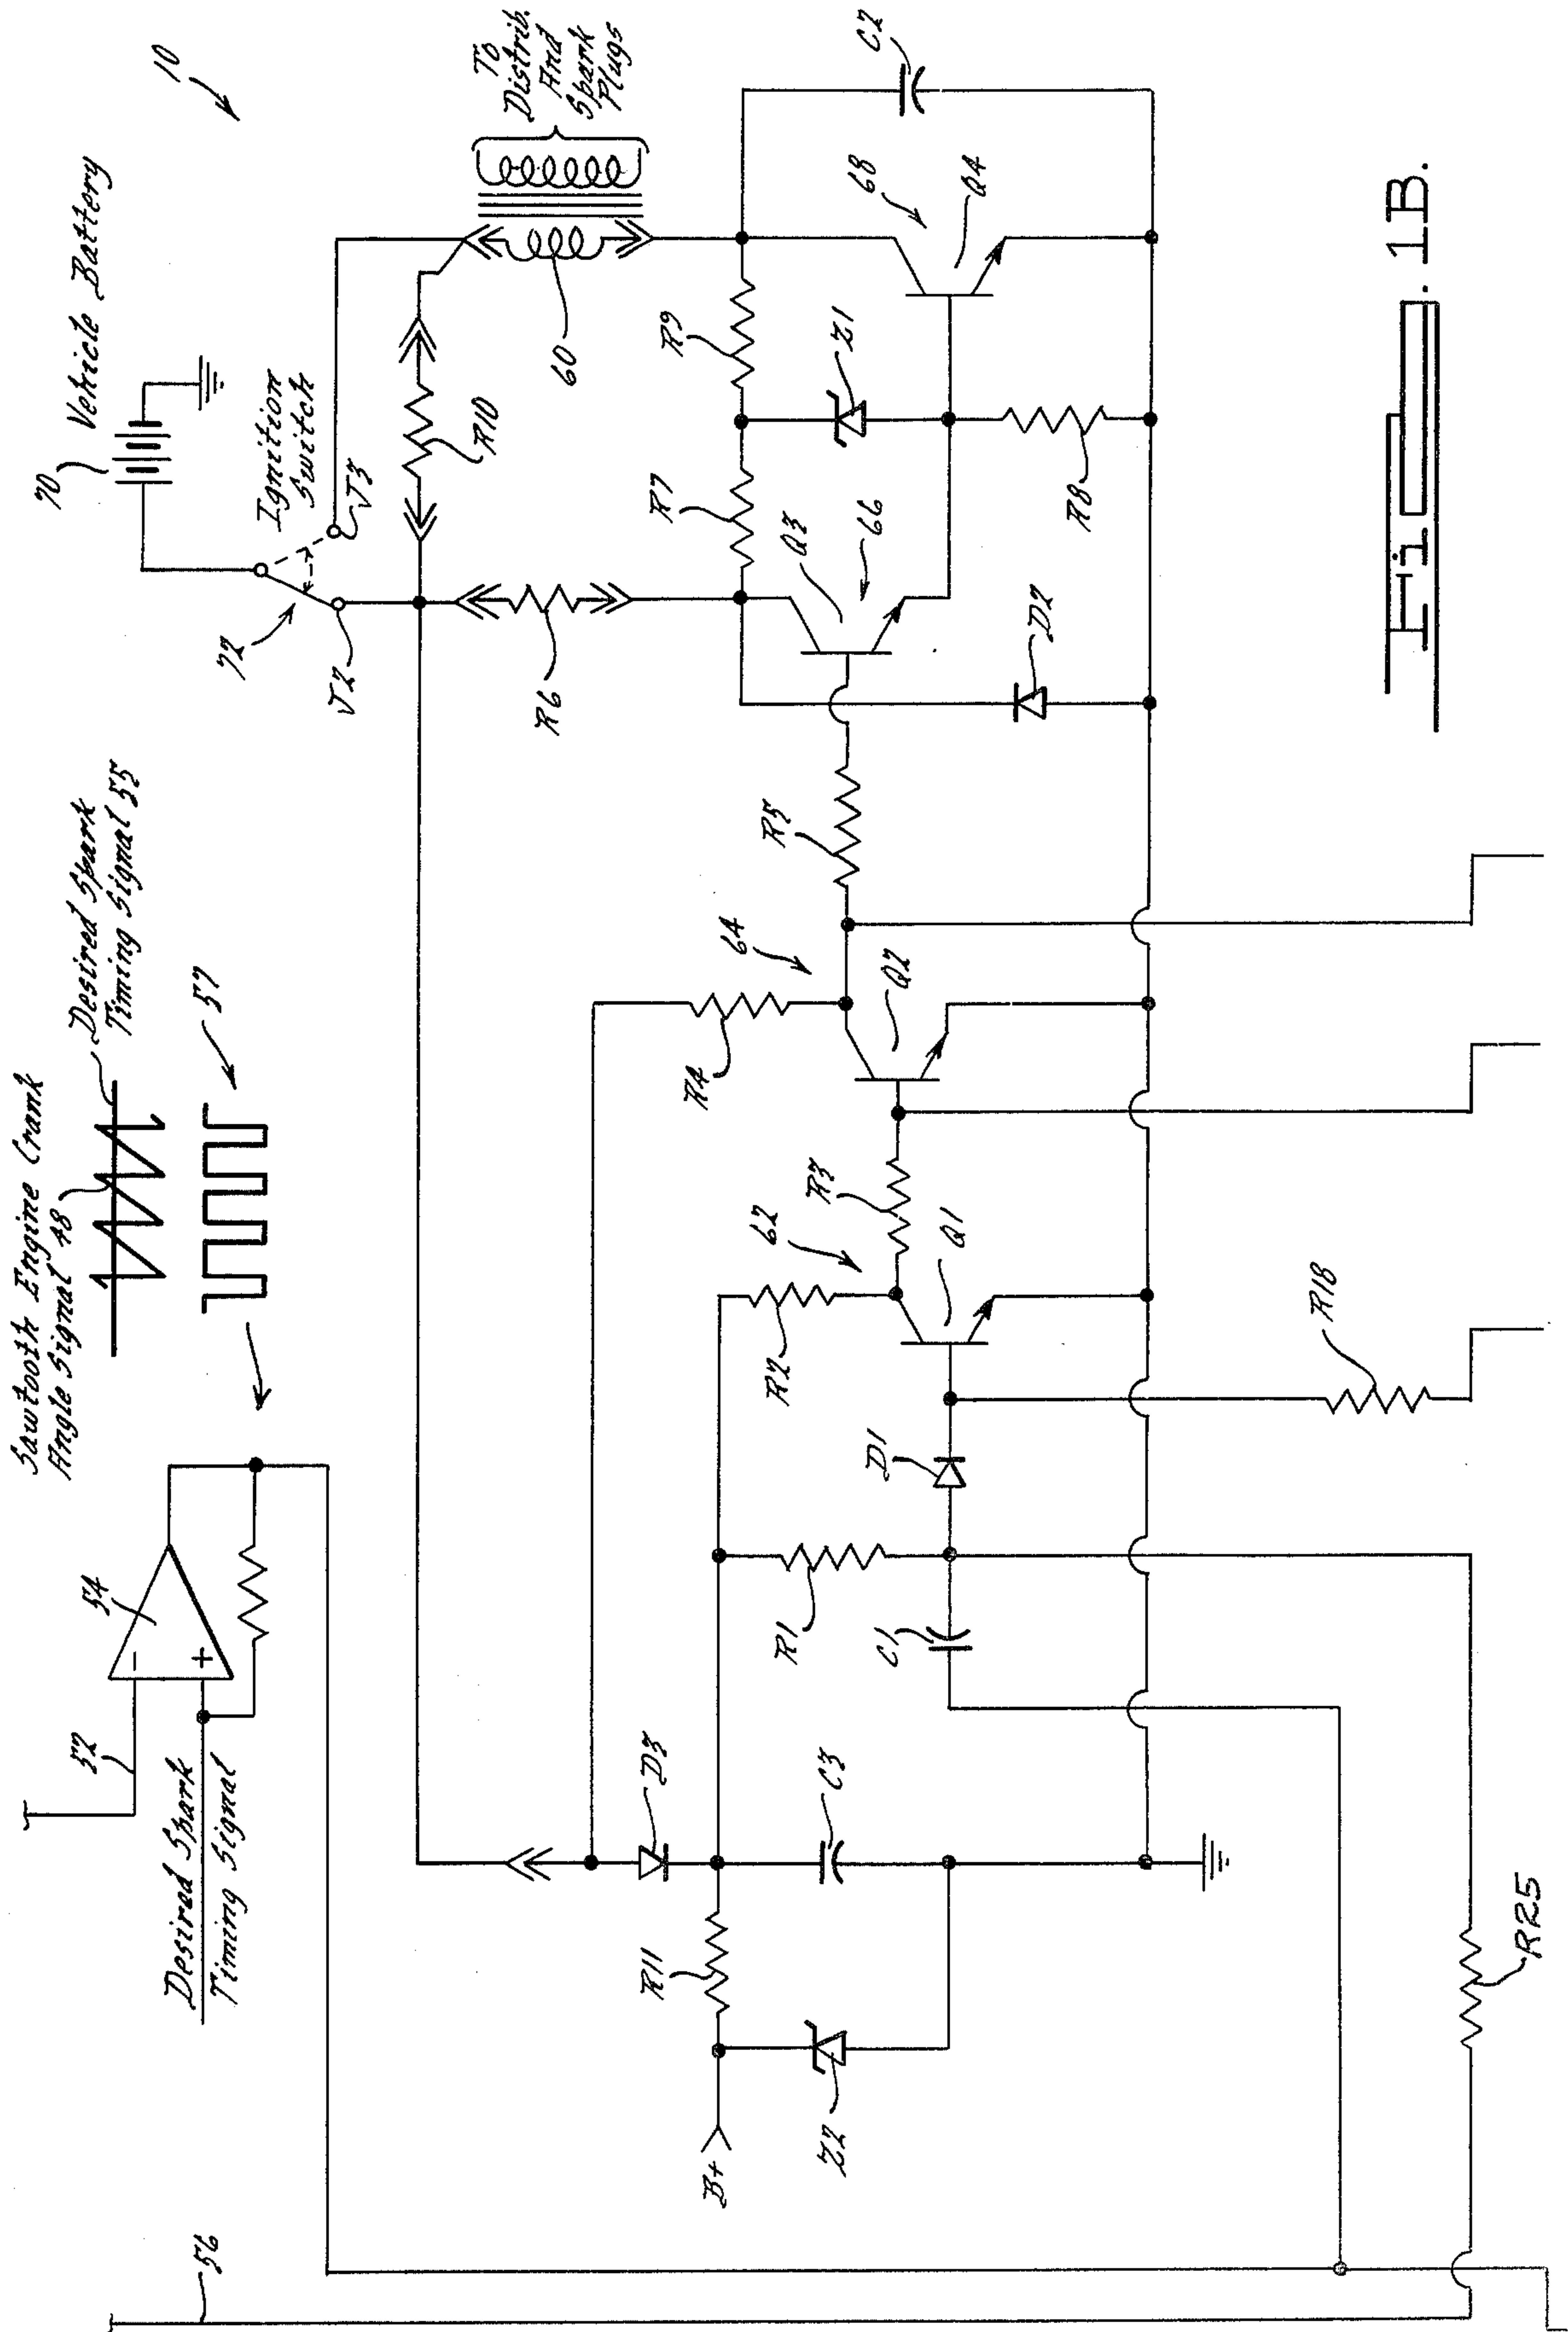 Sawtooth Engine Crank
Angle Signal 48
Desired Spark
Timing Signal 55
57
54
-
+
52
Desired Spark
Timing Signal
56
10
70
Vehicle Battery
Ignition
Switch
72
J2
J3
R10
R6
60
To
Distrib.
And
Spark
Plugs
R9
R7
Q3
66
Z1
68
Q4
C2
R8
D2
R5
64
R4
Q2
R3
62
R2
Q1
R18
D1
R1
C1
D3
C3
R11
B+
Z2
R25
Fig. 1B.